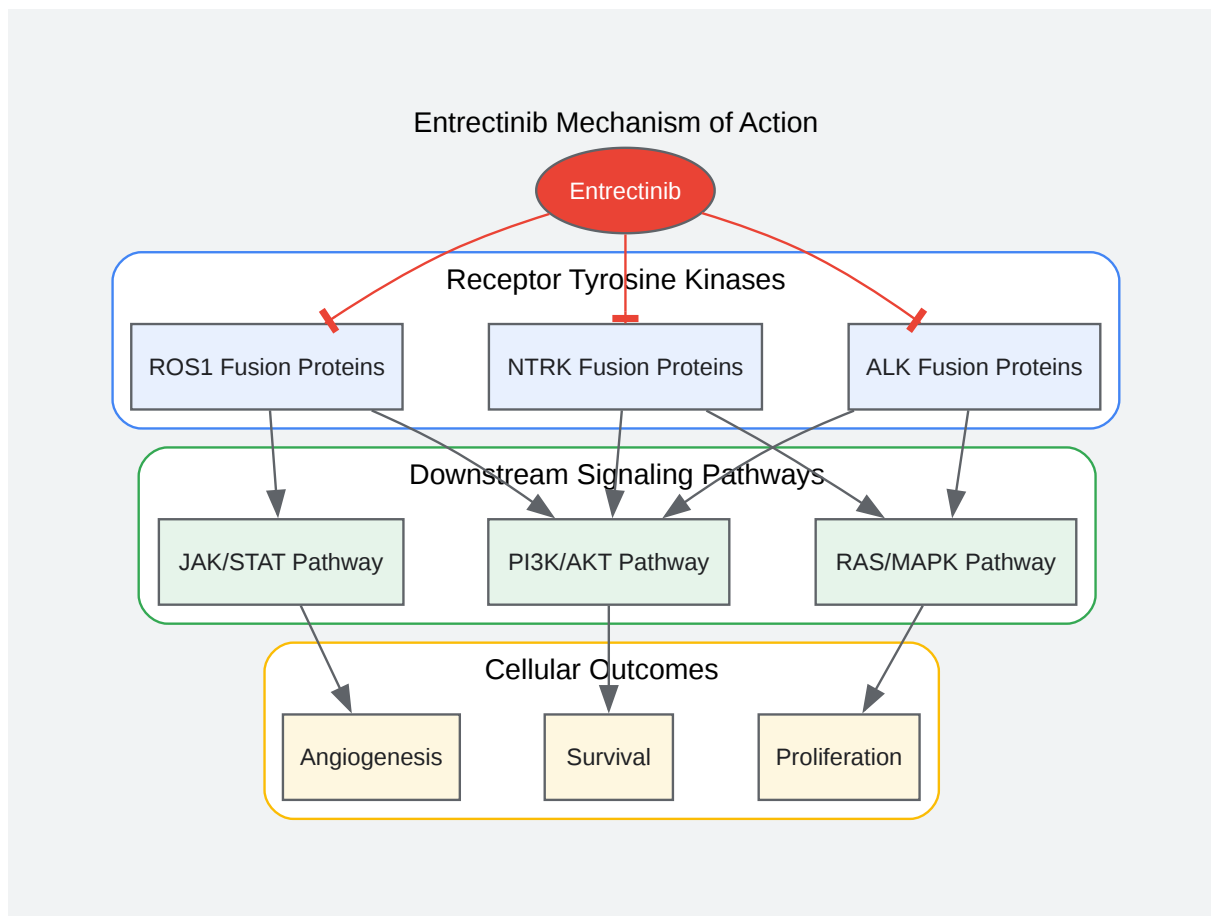 Entrectinib Mechanism of Action
Entrectinib
Receptor Tyrosine Kinases
ROS1 Fusion Proteins
NTRK Fusion Proteins
ALK Fusion Proteins
Downstream Signaling Pathways
JAK/STAT Pathway
PI3K/AKT Pathway
RAS/MAPK Pathway
Cellular Outcomes
Angiogenesis
Survival
Proliferation